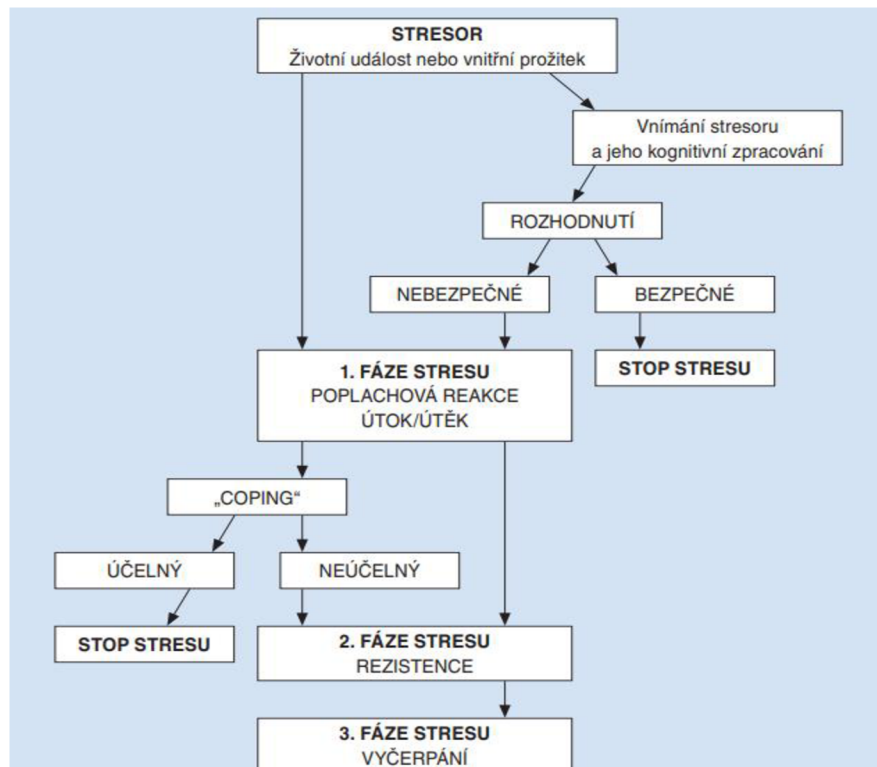 STRESOR
Životní událost nebo vnitřní prožitek
Vnímání stresoru
a jeho kognitivní zpracování
ROZHODNUTÍ
NEBEZPEČNÉ
BEZPEČNÉ
1. FÁZE STRESU
POPLACHOVÁ REAKCE
ÚTOK/ÚTĚK
STOP STRESU
„COPING“
ÚČELNÝ
NEÚČELNÝ
STOP STRESU
2. FÁZE STRESU
REZISTENCE
3. FÁZE STRESU
VYČERPÁNÍ